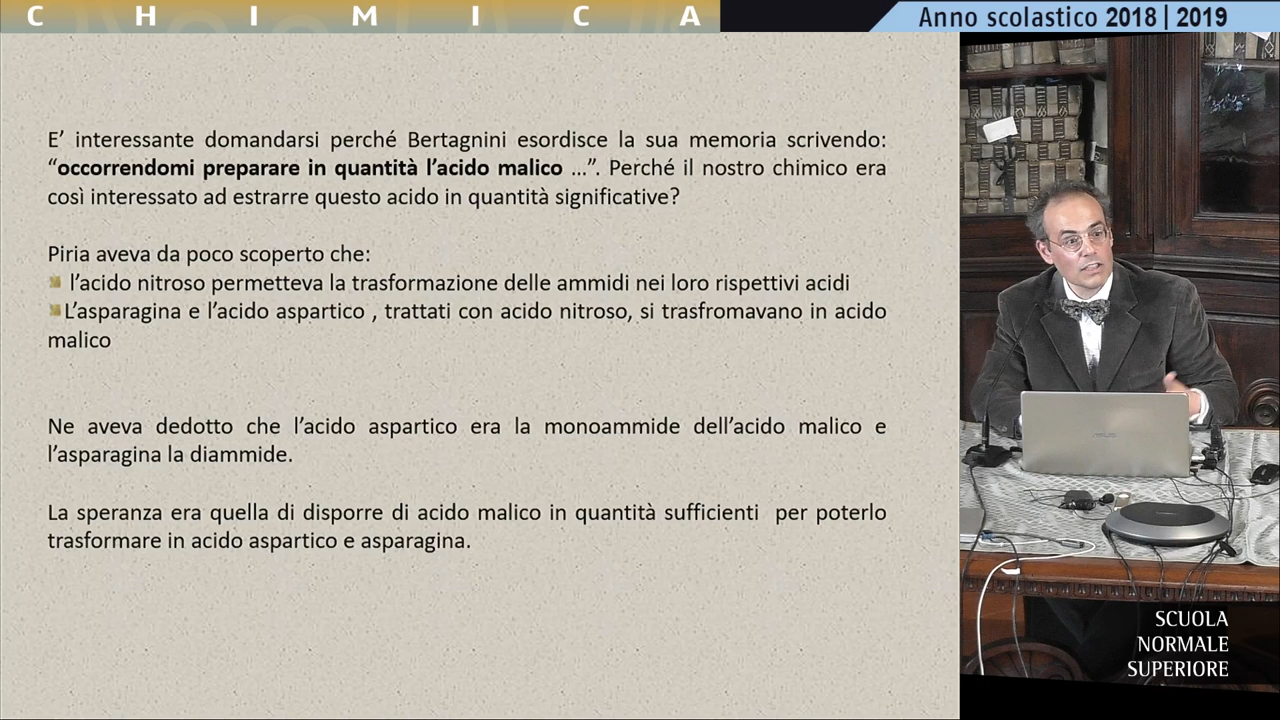 CHIMICA
Anno scolastico 2018 | 2019
E’ interessante domandarsi perché Bertagnini esordisce la sua memoria scrivendo:
“occorrendomi preparare in quantità l’acido malico ...”. Perché il nostro chimico era
così interessato ad estrarre questo acido in quantità significative?
Piria aveva da poco scoperto che:
l’acido nitroso permetteva la trasformazione delle ammidi nei loro rispettivi acidi
L’asparagina e l’acido aspartico , trattati con acido nitroso, si trasfromavano in acido
malico
Ne aveva dedotto che l’acido aspartico era la monoammide dell’acido malico e
l’asparagina la diammide.
La speranza era quella di disporre di acido malico in quantità sufficienti per poterlo
trasformare in acido aspartico e asparagina.
ASUS
SCUOLA
NORMALE
SUPERIORE